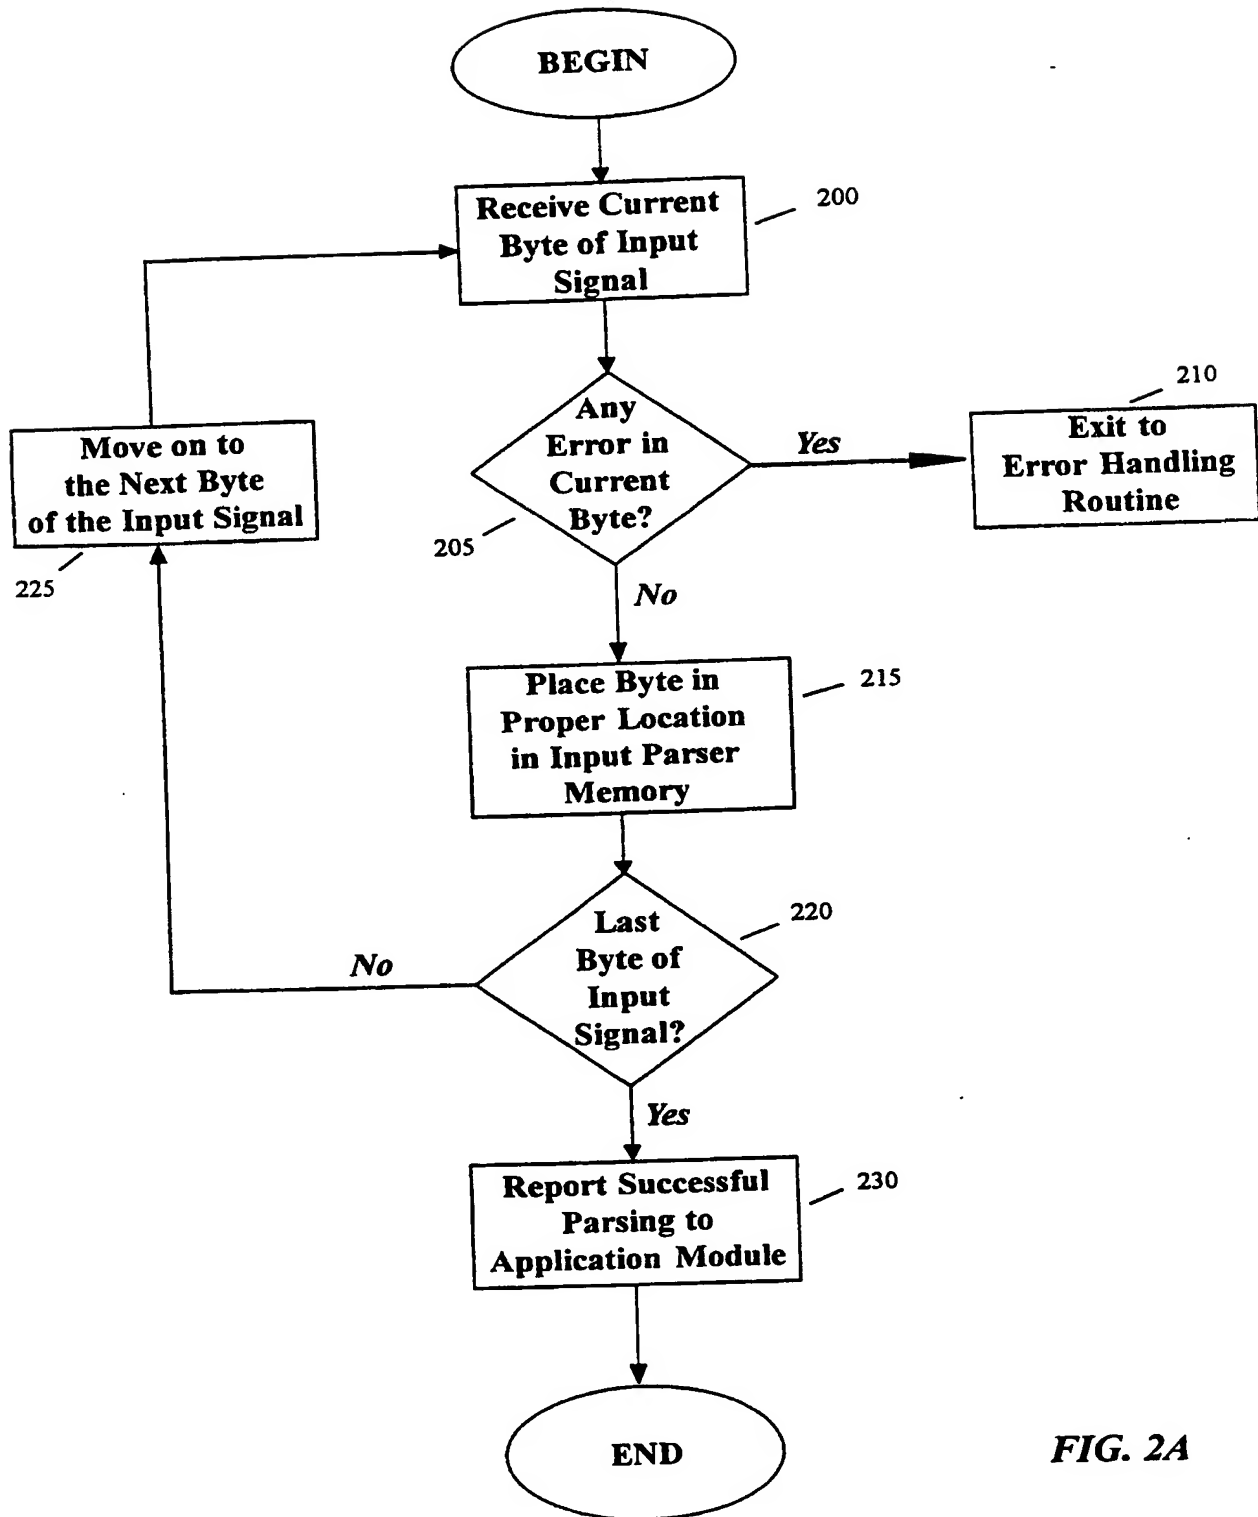 BEGIN
Receive Current
Byte of Input
Signal
200
Any
Error in
Current
Byte?
205
Yes
210
Exit to
Error Handling
Routine
Move on to
the Next Byte
of the Input Signal
225
No
Place Byte in
Proper Location
in Input Parser
Memory
215
Last
Byte of
Input
Signal?
220
No
Yes
Report Successful
Parsing to
Application Module
230
END
FIG. 2A